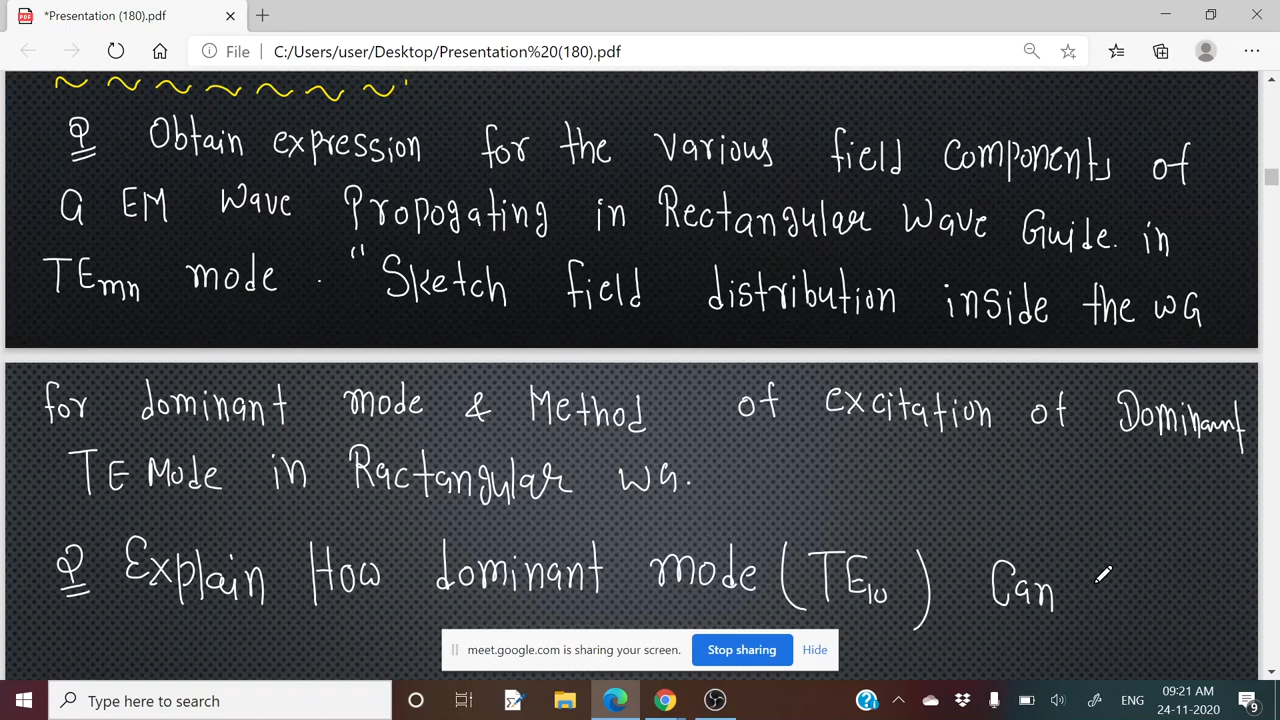 *Presentation (180).pdf
File C:/Users/user/Desktop/Presentation%20(180).pdf
Q Obtain expression for the various field components of
a EM Wave Propogating in Rectangular Wave Guide. in
TEmn mode. "Sketch field distribution inside the WG
for dominant mode & Method of excitation of Dominant
TE Mode in Ractangular WG.
Q Explain How dominant mode (TE10) Can
meet.google.com is sharing your screen. Stop sharing Hide
Type here to search
ENG
09:21 AM
24-11-2020
9